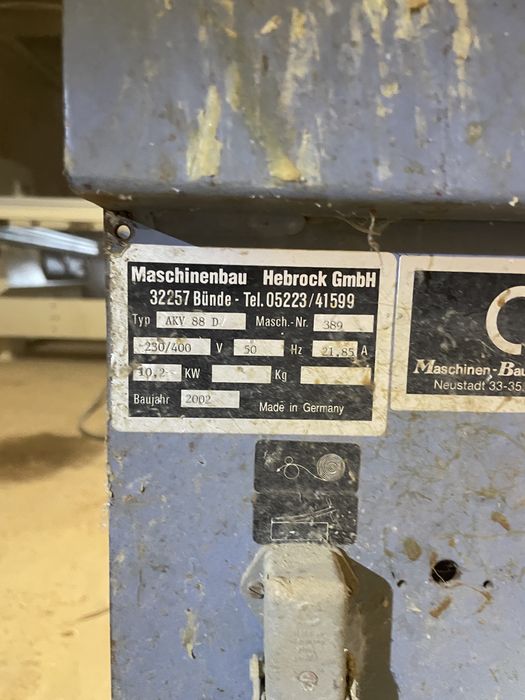 Maschinenbau Hebrock GmbH
32257 Bünde - Tel. 05223/41599
Typ AKV 88 D/ Masch.-Nr. 389
230/400 V 50 Hz 21,85 A
10,2 KW Kg
Baujahr 2002 Made in Germany
C
Maschinen-Bau
Neustadt 33-35